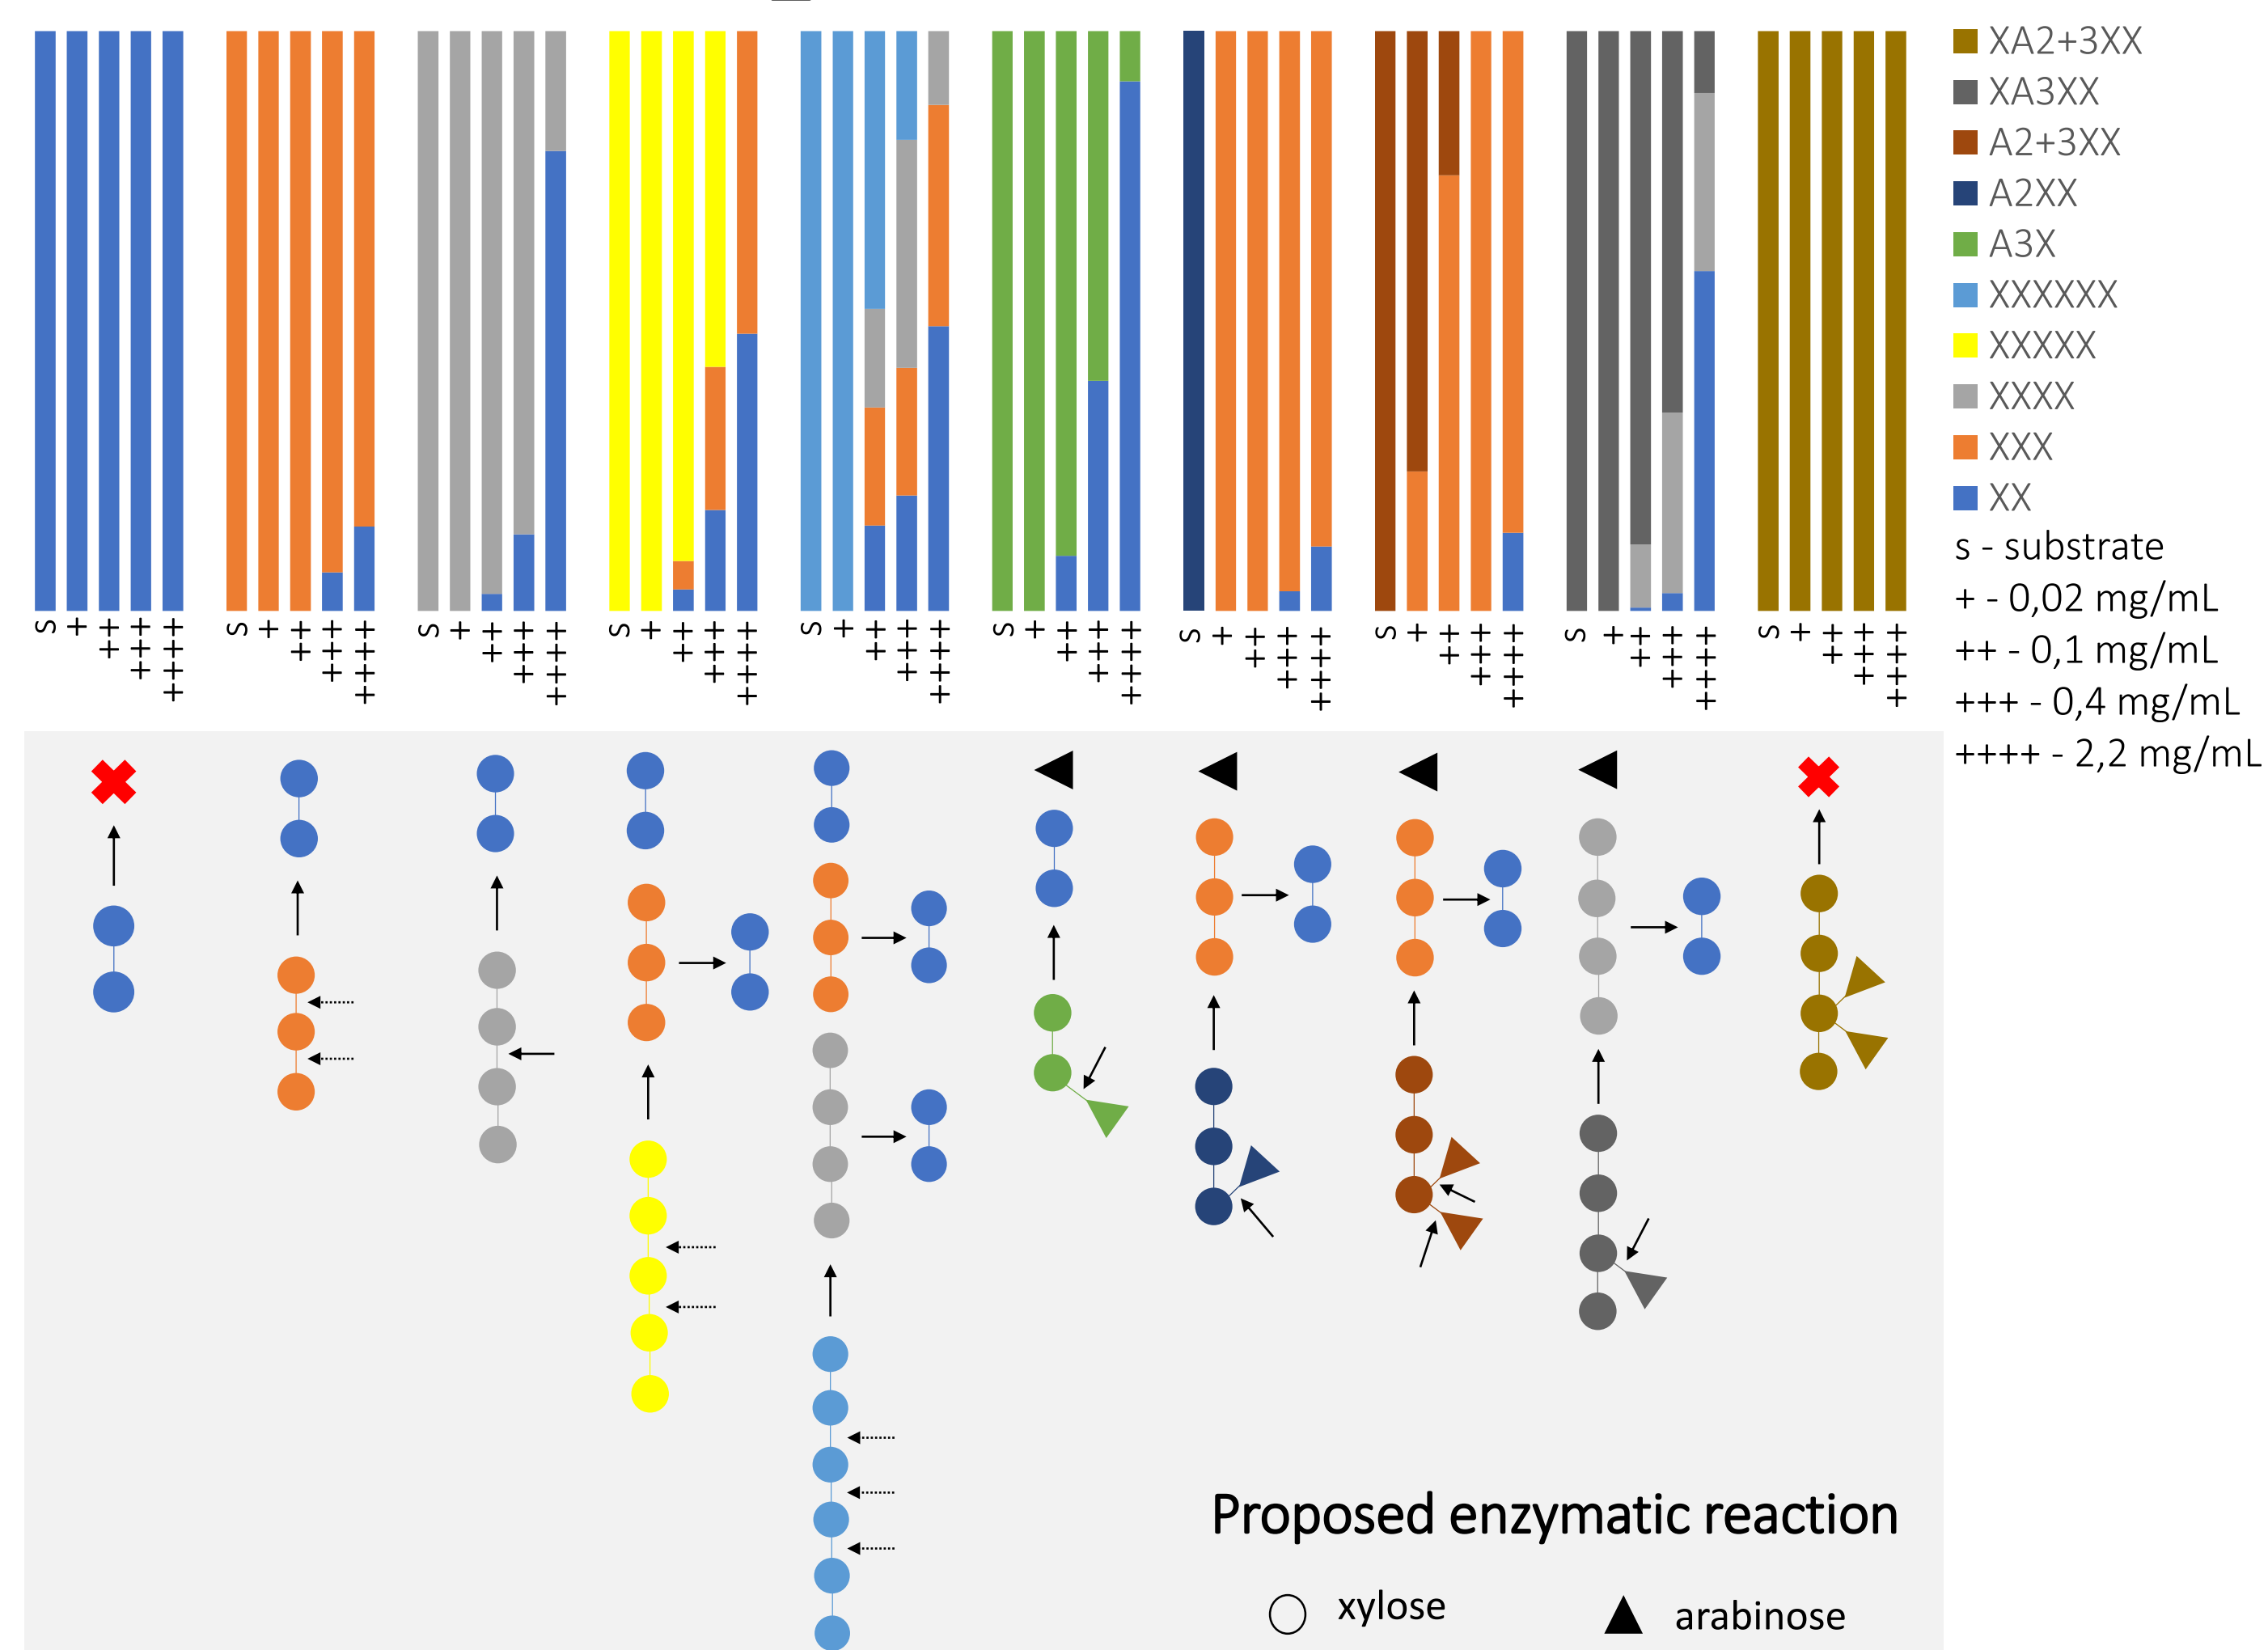 XA2+3XX
XA3XX
A2+3XX
A2XX
A3X
XXXXXX
XXXXX
XXXX
XXX
XX
s - substrate
+ - 0,02 mg/mL
++ - 0,1 mg/mL
+++ - 0,4 mg/mL
++++ - 2,2 mg/mL
S + ++ +++ ++++
S + ++ +++ ++++
S + ++ +++ ++++
S + ++ +++ ++++
S + ++ +++ ++++
S + ++ +++ ++++
S + ++ +++ ++++
S + ++ +++ ++++
S + ++ +++ ++++
S + ++ +++ ++++
Proposed enzymatic reaction
xylose
arabinose